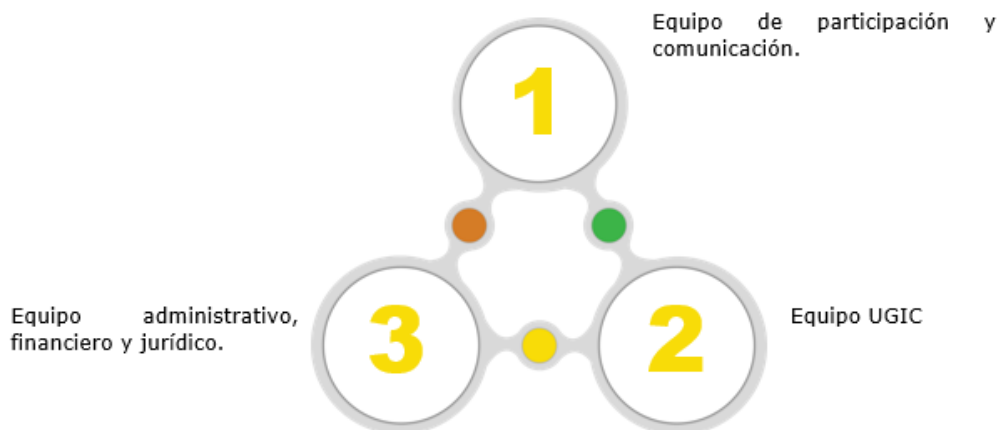 Equipo de participación y
comunicación.
1
Equipo administrativo,
financiero y jurídico.
3
2
Equipo UGIC